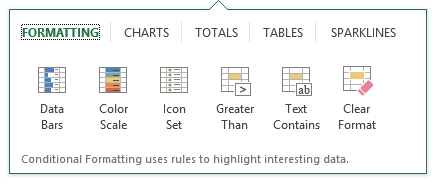 FORMATTING CHARTS TOTALS TABLES SPARKLINES
Data Bars
Color Scale
Icon Set
Greater Than
Text Contains
Clear Format
ab
Conditional Formatting uses rules to highlight interesting data.